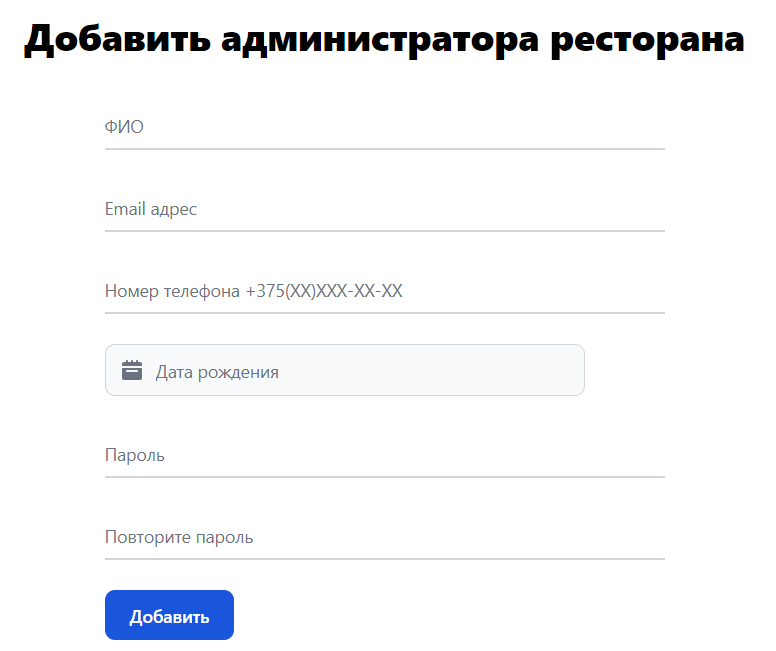 Добавить администратора ресторана
ФИО
Email адрес
Номер телефона +375(XX)XXX-XX-XX
Дата рождения
Пароль
Повторите пароль
Добавить